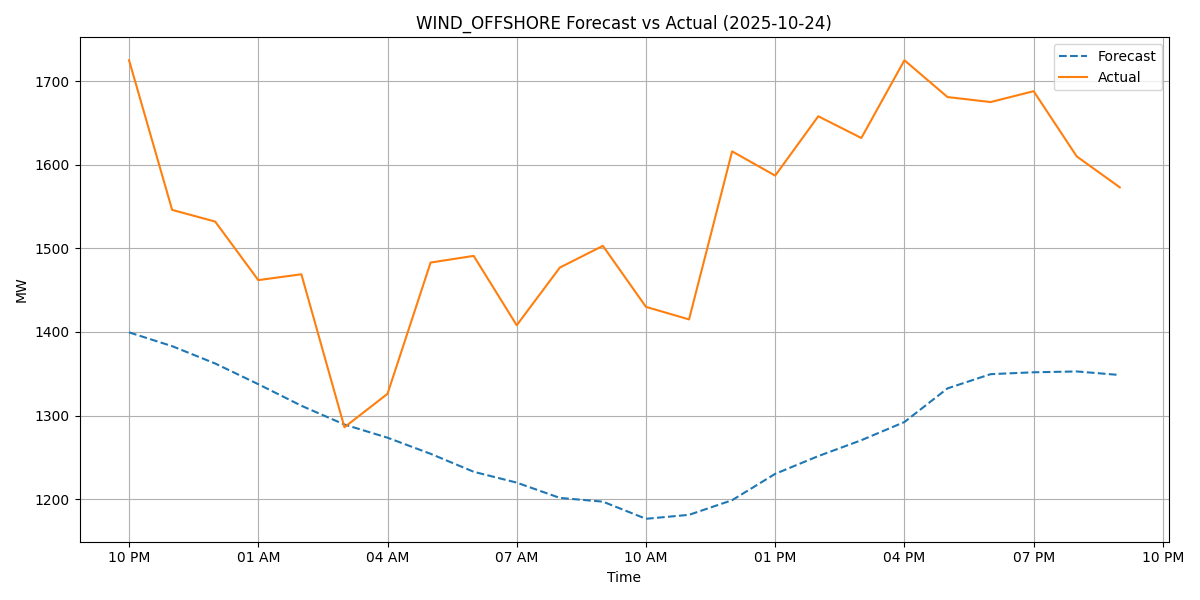 WIND_OFFSHORE Forecast vs Actual (2025-10-24)
Forecast
Actual
1700
1600
1500
1400
1300
1200
MW
10 PM 01 AM 04 AM 07 AM 10 AM 01 PM 04 PM 07 PM 10 PM
Time